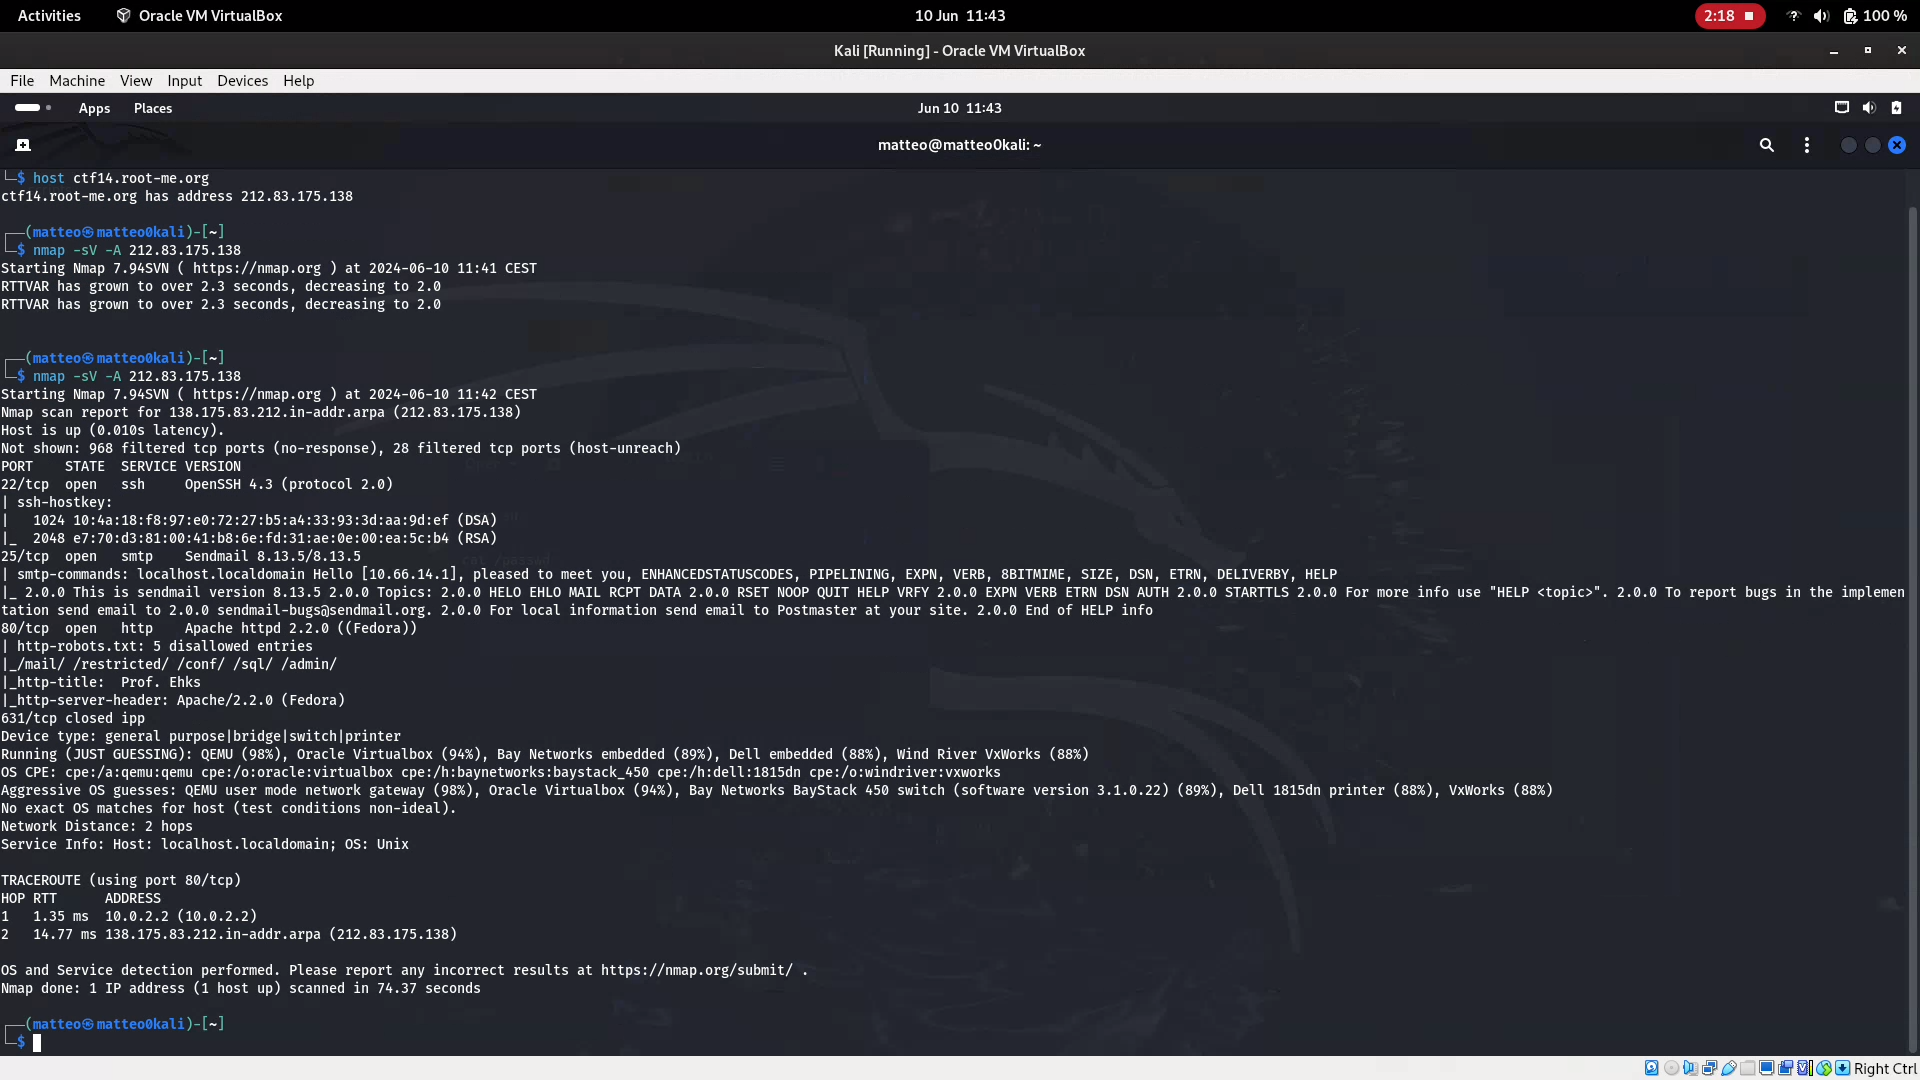 Activities Oracle VM VirtualBox 10 Jun 11:43 2:18 100 %
Kali [Running] - Oracle VM VirtualBox
File Machine View Input Devices Help
Apps Places Jun 10 11:43
matteo@matteo0kali: ~
└─$ host ctf14.root-me.org
ctf14.root-me.org has address 212.83.175.138
┌──(matteo㉿matteo0kali)-[~]
└─$ nmap -sV -A 212.83.175.138
Starting Nmap 7.94SVN ( https://nmap.org ) at 2024-06-10 11:41 CEST
RTTVAR has grown to over 2.3 seconds, decreasing to 2.0
RTTVAR has grown to over 2.3 seconds, decreasing to 2.0
┌──(matteo㉿matteo0kali)-[~]
└─$ nmap -sV -A 212.83.175.138
Starting Nmap 7.94SVN ( https://nmap.org ) at 2024-06-10 11:42 CEST
Nmap scan report for 138.175.83.212.in-addr.arpa (212.83.175.138)
Host is up (0.010s latency).
Not shown: 968 filtered tcp ports (no-response), 28 filtered tcp ports (host-unreach)
PORT    STATE  SERVICE VERSION
22/tcp  open   ssh     OpenSSH 4.3 (protocol 2.0)
| ssh-hostkey:
|   1024 10:4a:18:f8:97:e0:72:27:b5:a4:33:93:3d:aa:9d:ef (DSA)
|_  2048 e7:70:d3:81:00:41:b8:6e:fd:31:ae:0e:00:ea:5c:b4 (RSA)
25/tcp  open   smtp    Sendmail 8.13.5/8.13.5
| smtp-commands: localhost.localdomain Hello [10.66.14.1], pleased to meet you, ENHANCEDSTATUSCODES, PIPELINING, EXPN, VERB, 8BITMIME, SIZE, DSN, ETRN, DELIVERBY, HELP
|_ 2.0.0 This is sendmail version 8.13.5 2.0.0 Topics: 2.0.0 HELO EHLO MAIL RCPT DATA 2.0.0 RSET NOOP QUIT HELP VRFY 2.0.0 EXPN VERB ETRN DSN AUTH 2.0.0 STARTTLS 2.0.0 For more info use "HELP <topic>". 2.0.0 To report bugs in the implemen
tation send email to 2.0.0 sendmail-bugs@sendmail.org. 2.0.0 For local information send email to Postmaster at your site. 2.0.0 End of HELP info
80/tcp  open   http    Apache httpd 2.2.0 ((Fedora))
| http-robots.txt: 5 disallowed entries
|_/mail/ /restricted/ /conf/ /sql/ /admin/
|_http-title:  Prof. Ehks
|_http-server-header: Apache/2.2.0 (Fedora)
631/tcp closed ipp
Device type: general purpose|bridge|switch|printer
Running (JUST GUESSING): QEMU (98%), Oracle Virtualbox (94%), Bay Networks embedded (89%), Dell embedded (88%), Wind River VxWorks (88%)
OS CPE: cpe:/a:qemu:qemu cpe:/o:oracle:virtualbox cpe:/h:baynetworks:baystack_450 cpe:/h:dell:1815dn cpe:/o:windriver:vxworks
Aggressive OS guesses: QEMU user mode network gateway (98%), Oracle Virtualbox (94%), Bay Networks BayStack 450 switch (software version 3.1.0.22) (89%), Dell 1815dn printer (88%), VxWorks (88%)
No exact OS matches for host (test conditions non-ideal).
Network Distance: 2 hops
Service Info: Host: localhost.localdomain; OS: Unix
TRACEROUTE (using port 80/tcp)
HOP RTT      ADDRESS
1   1.35 ms  10.0.2.2 (10.0.2.2)
2   14.77 ms 138.175.83.212.in-addr.arpa (212.83.175.138)
OS and Service detection performed. Please report any incorrect results at https://nmap.org/submit/ .
Nmap done: 1 IP address (1 host up) scanned in 74.37 seconds
┌──(matteo㉿matteo0kali)-[~]
└─$
Right Ctrl